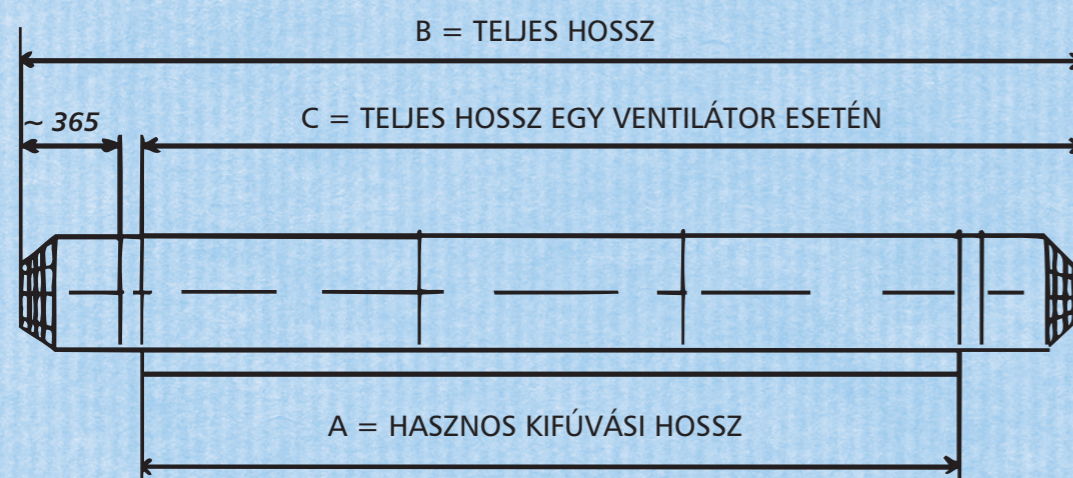 B = TELJES HOSSZ
~ 365
C = TELJES HOSSZ EGY VENTILÁTOR ESETÉN
A = HASZNOS KIFÚVÁSI HOSSZ